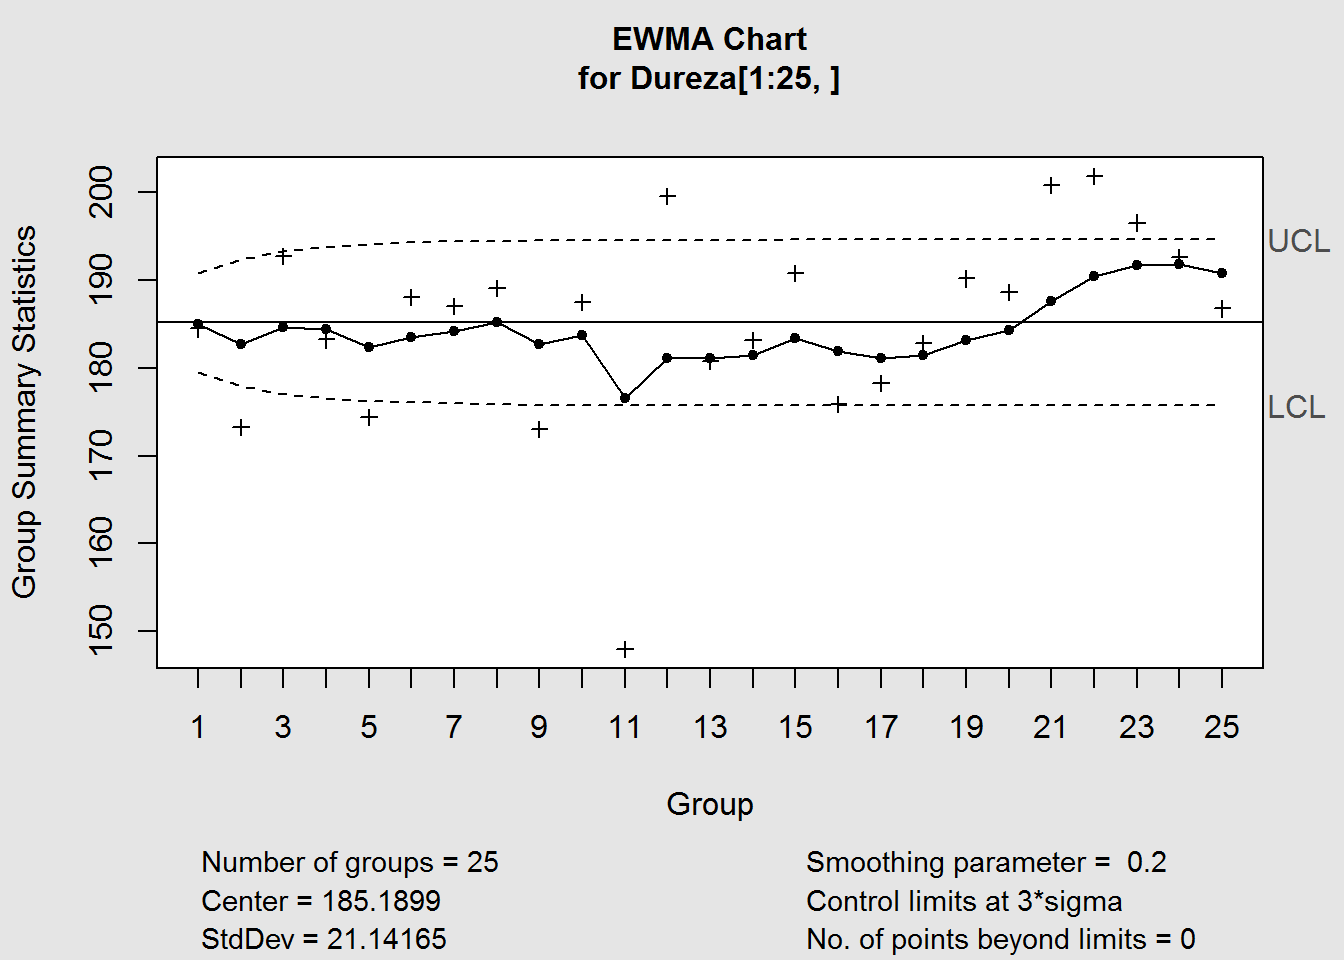 EWMA Chart
for Dureza[1:25, ]
Group Summary Statistics
200
190
180
170
160
150
UCL
LCL
1 3 5 7 9 11 13 15 17 19 21 23 25
Group
Number of groups = 25
Center = 185.1899
StdDev = 21.14165
Smoothing parameter =  0.2
Control limits at 3*sigma
No. of points beyond limits = 0